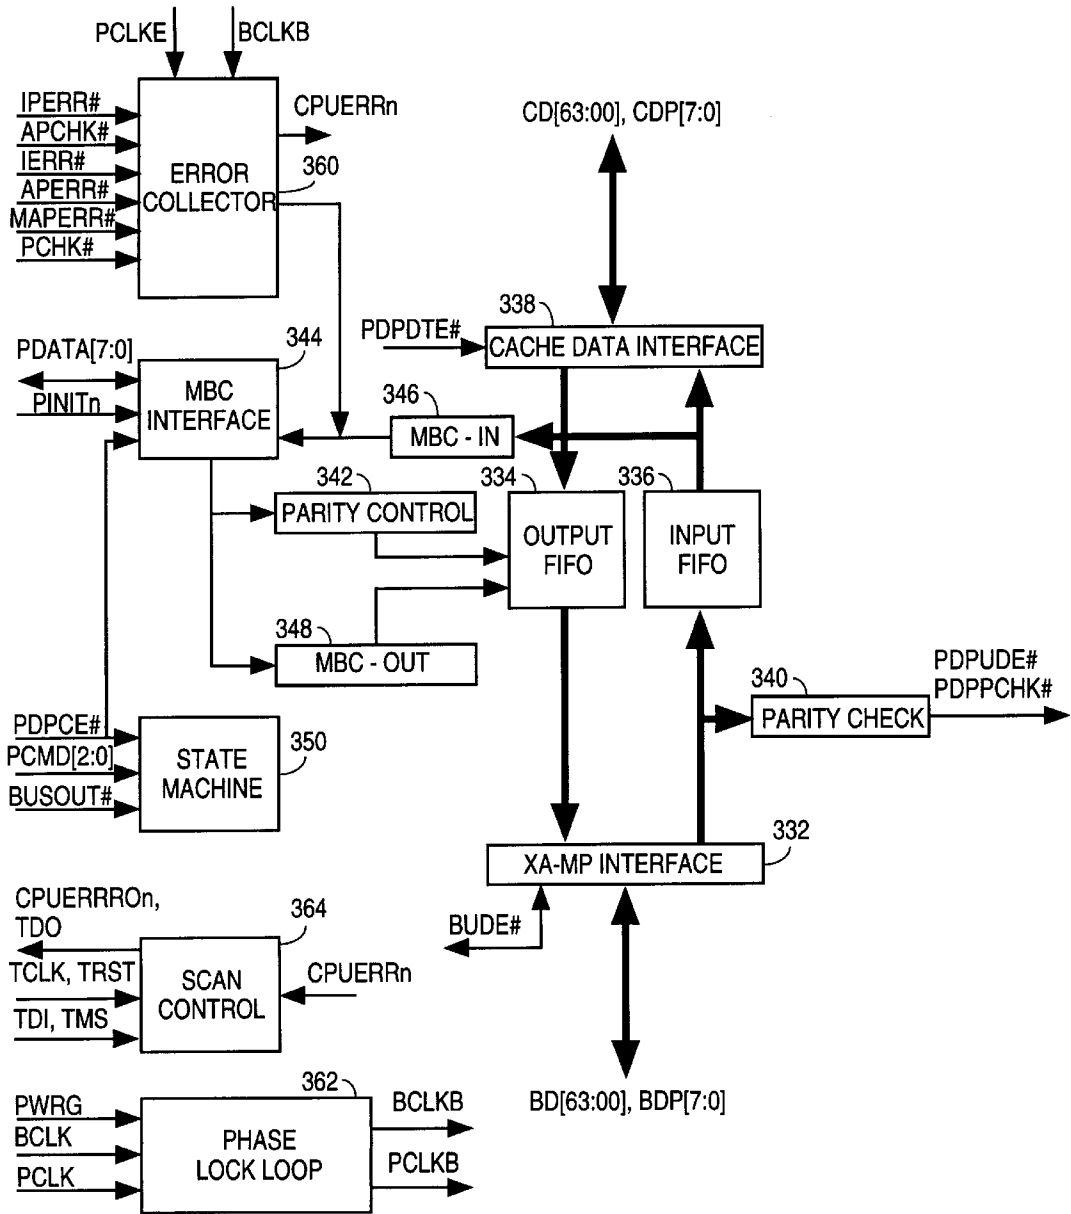 PCLKE
BCLKB
IPERR#
APCHK#
IERR#
APERR#
MAPERR#
PCHK#
ERROR
COLLECTOR
CPUERRn
360
CD[63:00], CDP[7:0]
338
PDPDTE#
CACHE DATA INTERFACE
PDATA[7:0]
PINITn
344
MBC
INTERFACE
346
MBC - IN
342
PARITY CONTROL
334
OUTPUT
FIFO
336
INPUT
FIFO
348
MBC - OUT
340
PARITY CHECK
PDPUDE#
PDPPCHK#
PDPCE#
PCMD[2:0]
BUSOUT#
STATE
MACHINE
350
332
XA-MP INTERFACE
BUDE#
CPUERRROn,
TDO
TCLK, TRST
TDI, TMS
364
SCAN
CONTROL
CPUERRn
BD[63:00], BDP[7:0]
362
PWRG
BCLK
PCLK
PHASE
LOCK LOOP
BCLKB
PCLKB